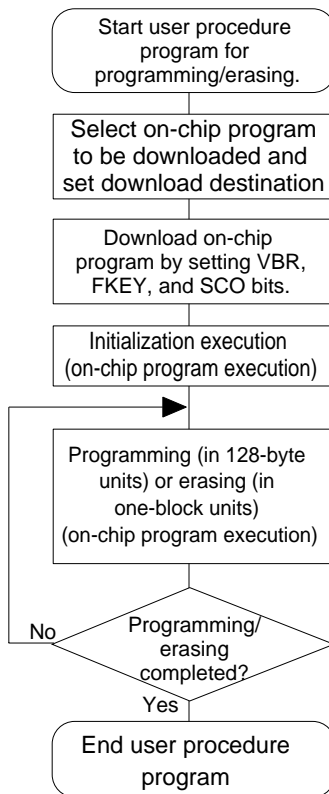 Start user procedure
program for
programming/erasing.
Select on-chip program
to be downloaded and
set download destination
Download on-chip
program by setting VBR,
FKEY, and SCO bits.
Initialization execution
(on-chip program execution)
Programming (in 128-byte
units) or erasing (in
one-block units)
(on-chip program execution)
No
Programming/
erasing
completed?
Yes
End user procedure
program